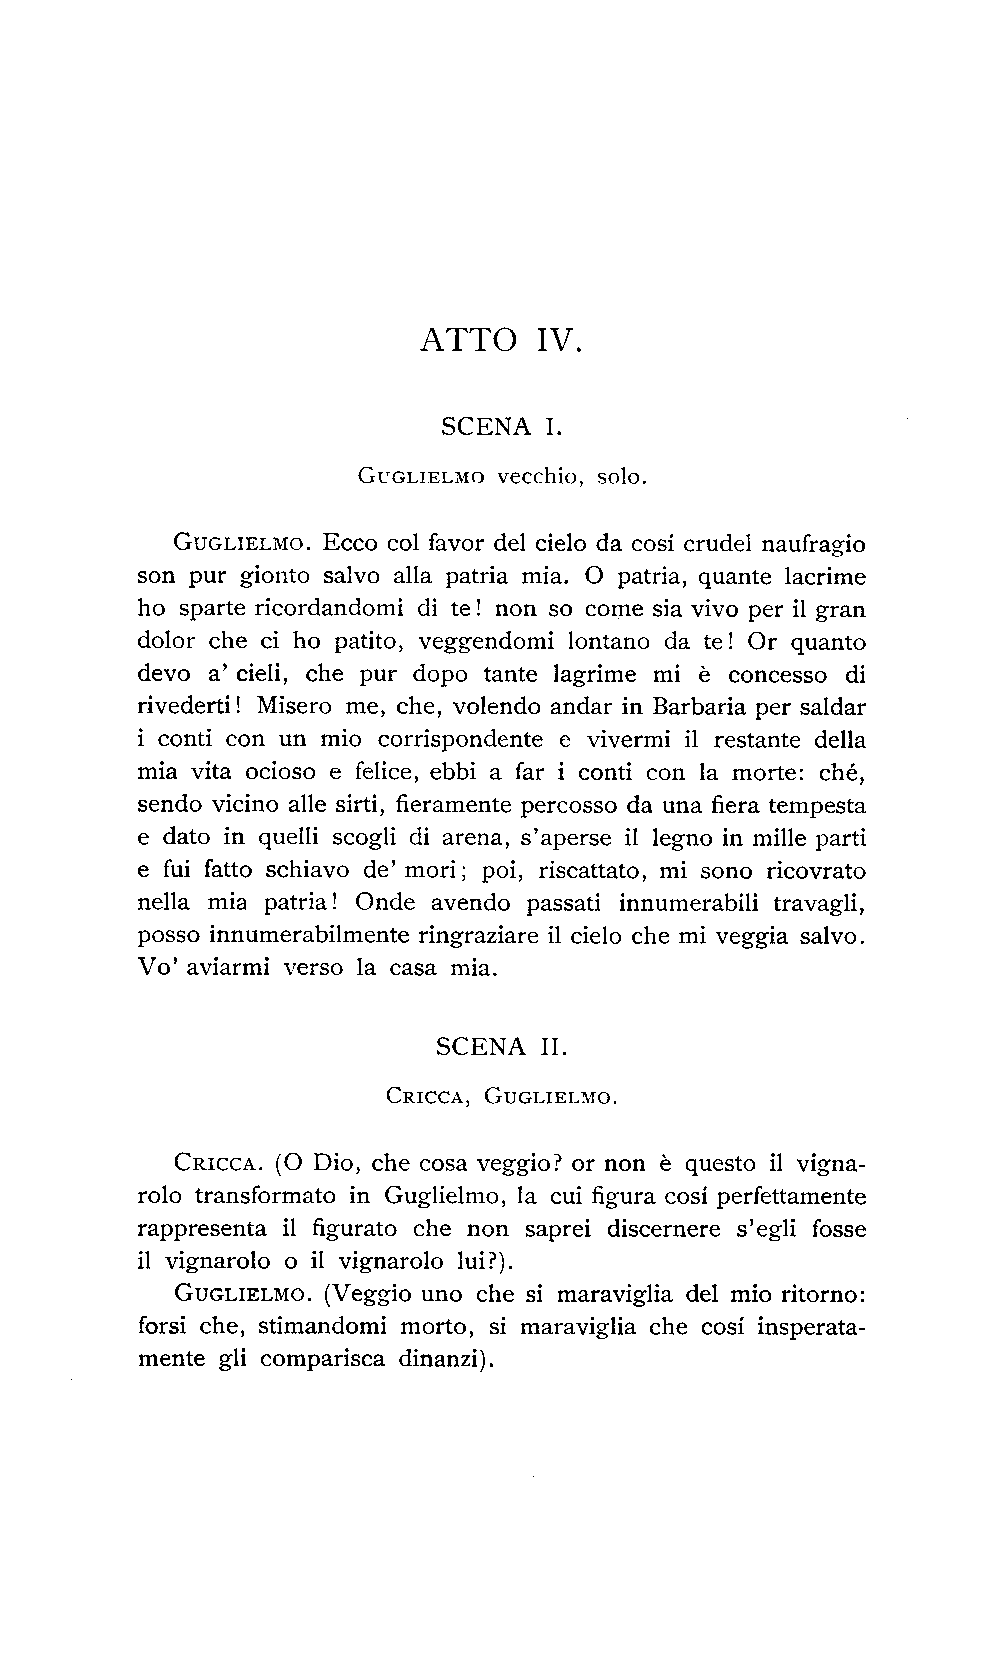 ATTO IV.
SCENA I.
GUGLIELMO vecchio, solo.
GUGLIELMO. Ecco col favor del cielo da cosí crudel naufragio
son pur gionto salvo alla patria mia. O patria, quante lacrime
ho sparte ricordandomi di te! non so come sia vivo per il gran
dolor che ci ho patito, veggendomi lontano da te! Or quanto
devo a' cieli, che pur dopo tante lagrime mi è concesso di
rivederti! Misero me, che, volendo andar in Barbaria per saldar
i conti con un mio corrispondente e vivermi il restante della
mia vita ocioso e felice, ebbi a far i conti con la morte: ché,
sendo vicino alle sirti, fieramente percosso da una fiera tempesta
e dato in quelli scogli di arena, s'aperse il legno in mille parti
e fui fatto schiavo de' mori; poi, riscattato, mi sono ricovrato
nella mia patria! Onde avendo passati innumerabili travagli,
posso innumerabilmente ringraziare il cielo che mi veggia salvo.
Vo' aviarmi verso la casa mia.
SCENA II.
CRICCA, GUGLIELMO.
CRICCA. (O Dio, che cosa veggio? or non è questo il vigna-
rolo transformato in Guglielmo, la cui figura cosí perfettamente
rappresenta il figurato che non saprei discernere s'egli fosse
il vignarolo o il vignarolo lui?).
GUGLIELMO. (Veggio uno che si maraviglia del mio ritorno:
forsi che, stimandomi morto, si maraviglia che cosí insperata-
mente gli comparisca dinanzi).